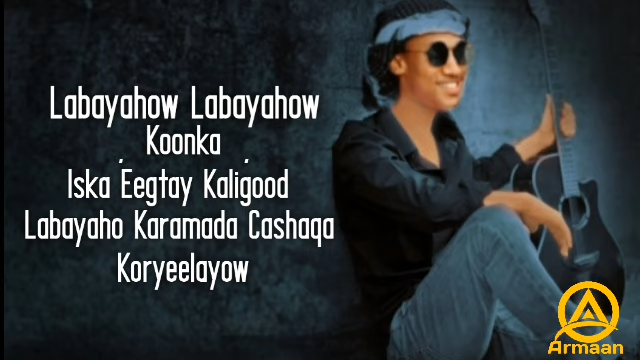 Labayahow Labayahow
Koonka
, ,
Iska Eegtay Kaligood
Labayaho Karamada Cashaqa
Koryeelayow
Armaan